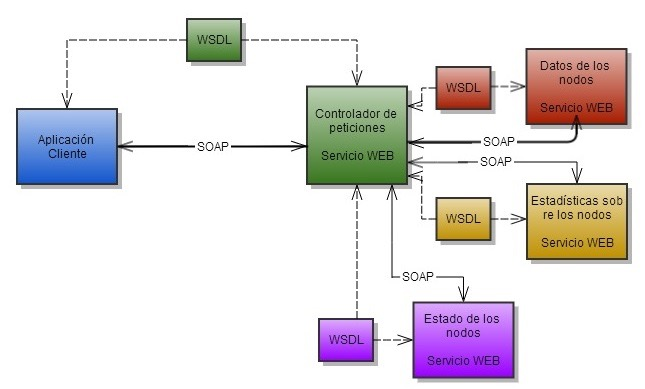 WSDL
Aplicación
Cliente
SOAP
Controlador de
peticiones
Servicio WEB
WSDL
Datos de los
nodos
Servicio WEB
SOAP
SOAP
WSDL
Estadísticas sob
re los nodos
Servicio WEB
SOAP
WSDL
Estado de los
nodos
Servicio WEB